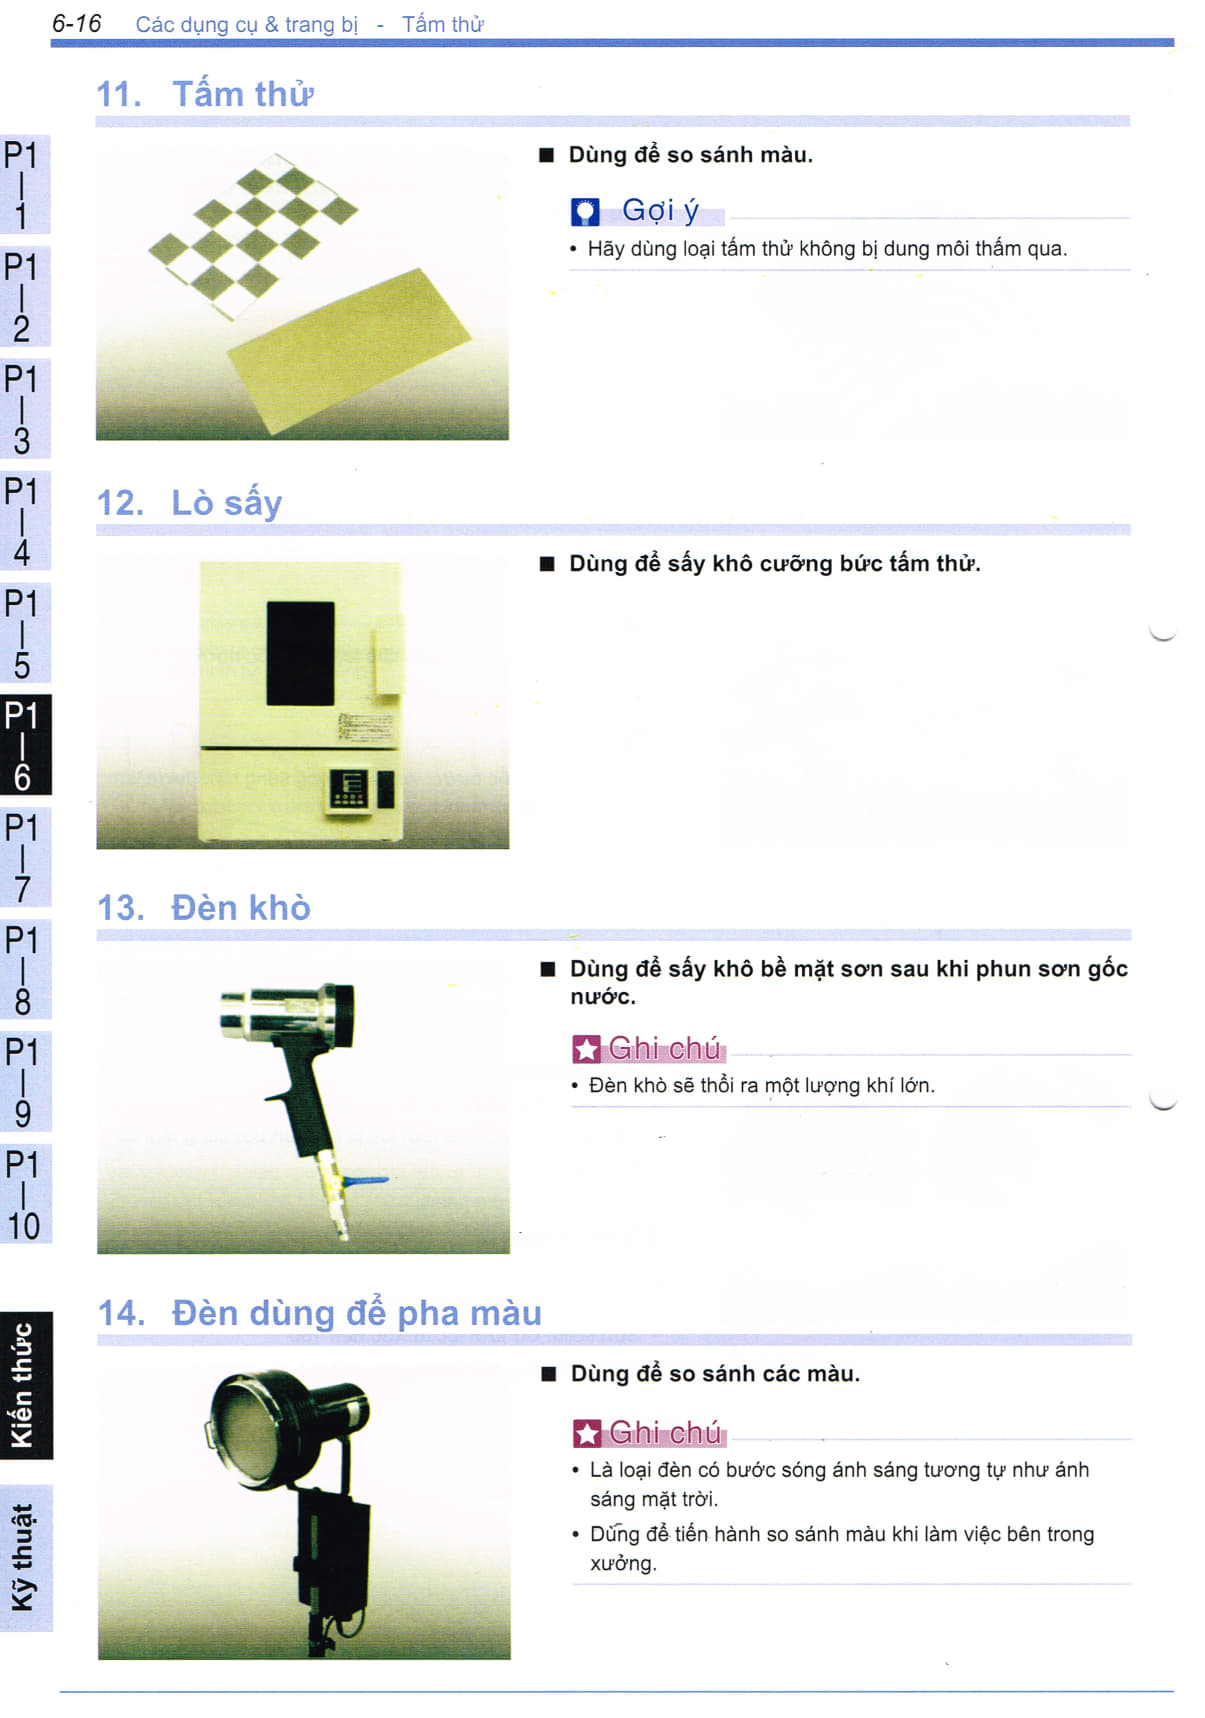 6-16 Các dụng cụ & trang bị - Tấm thử
11. Tấm thử
■ Dùng để so sánh màu.
Gợi ý
• Hãy dùng loại tấm thử không bị dung môi thấm qua.
12. Lò sấy
■ Dùng để sấy khô cưỡng bức tấm thử.
13. Đèn khò
■ Dùng để sấy khô bề mặt sơn sau khi phun sơn gốc
nước.
Ghi chú
• Đèn khò sẽ thổi ra một lượng khí lớn.
14. Đèn dùng để pha màu
■ Dùng để so sánh các màu.
Ghi chú
• Là loại đèn có bước sóng ánh sáng tương tự như ánh
sáng mặt trời.
• Dùng để tiến hành so sánh màu khi làm việc bên trong
xưởng.
P1
1
P1
2
P1
3
P1
4
P1
5
P1
6
P1
7
P1
8
P1
9
P1
10
Kiến thức
Kỹ thuật